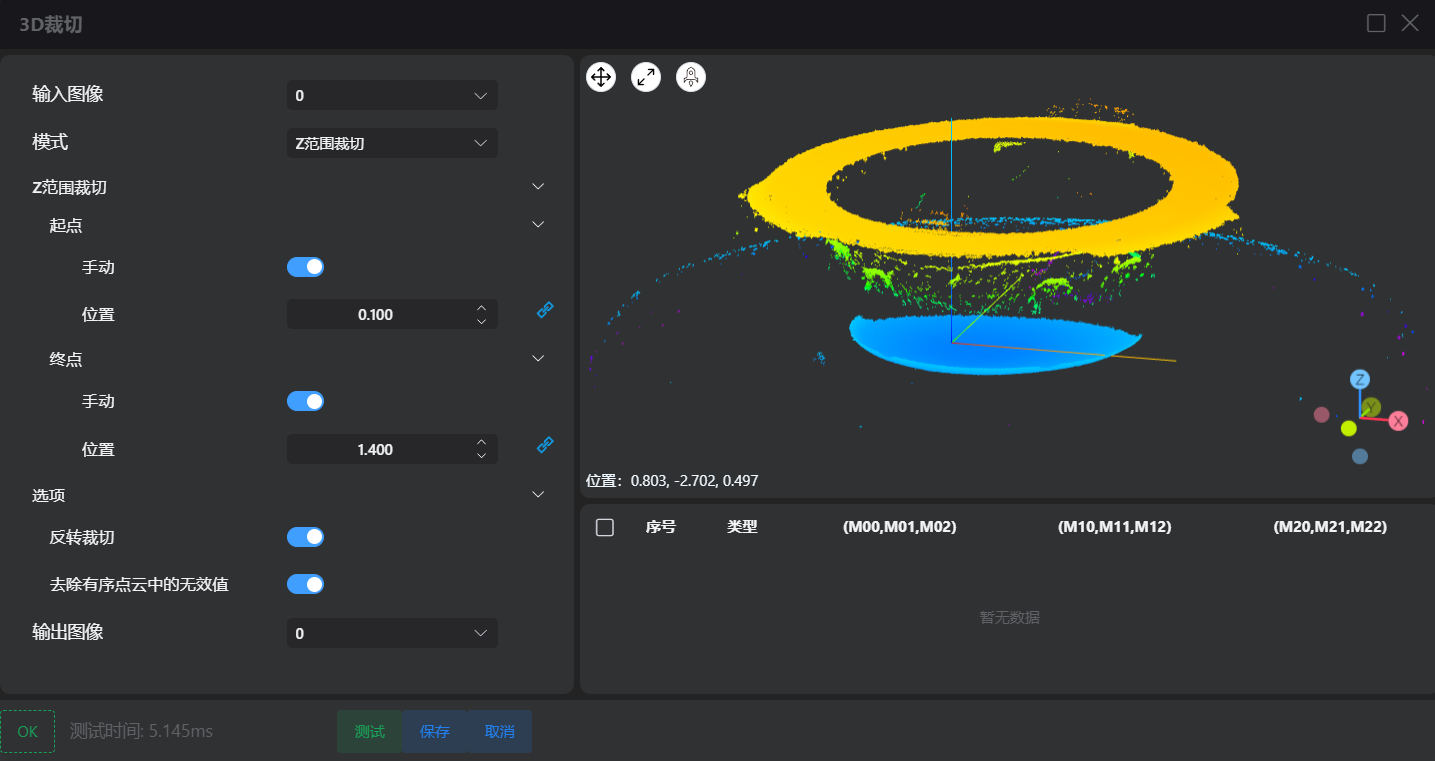 3D裁切
输入图像
0
模式
Z范围裁切
Z范围裁切
起点
手动
位置
0.100
终点
手动
位置
1.400
选项
反转裁切
去除有序点云中的无效值
输出图像
0
Z
Y
X
位置：0.803, -2.702, 0.497
序号 类型 (M00,M01,M02) (M10,M11,M12) (M20,M21,M22)
暂无数据
OK 测试时间: 5.145ms 测试 保存 取消